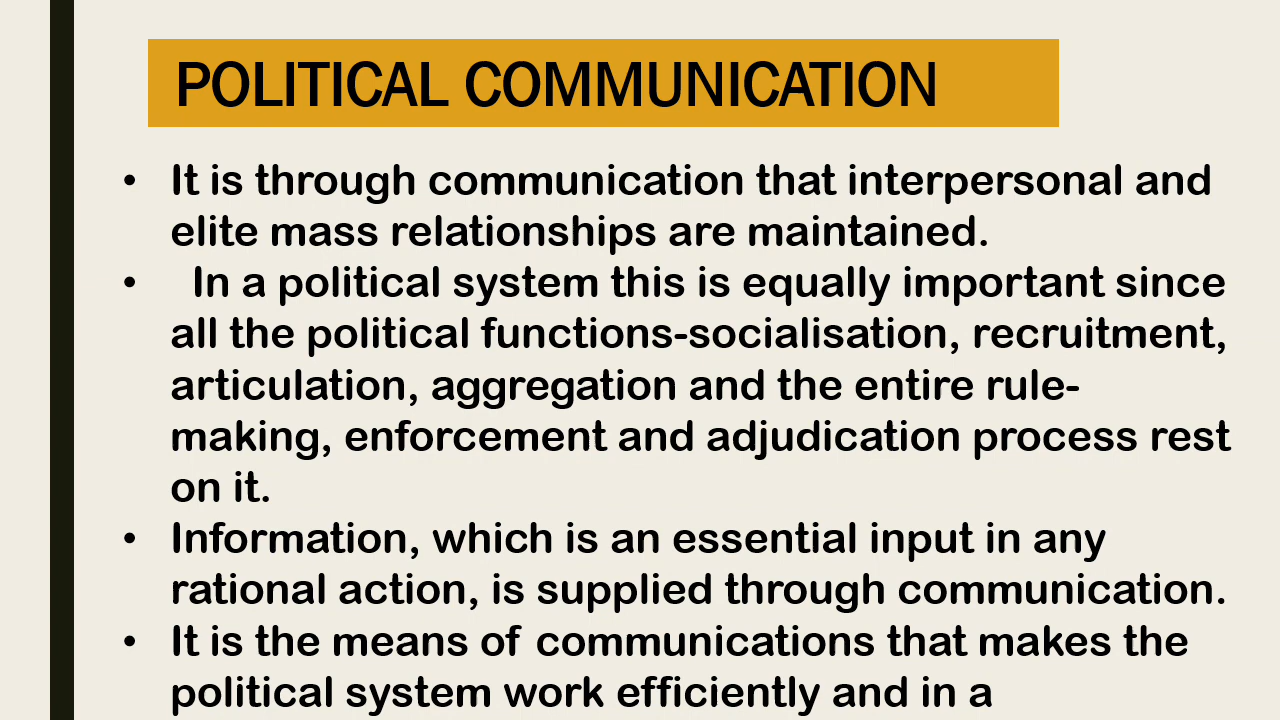 POLITICAL COMMUNICATION
• It is through communication that interpersonal and
elite mass relationships are maintained.
• In a political system this is equally important since
all the political functions-socialisation, recruitment,
articulation, aggregation and the entire rule-
making, enforcement and adjudication process rest
on it.
• Information, which is an essential input in any
rational action, is supplied through communication.
• It is the means of communications that makes the
political system work efficiently and in a